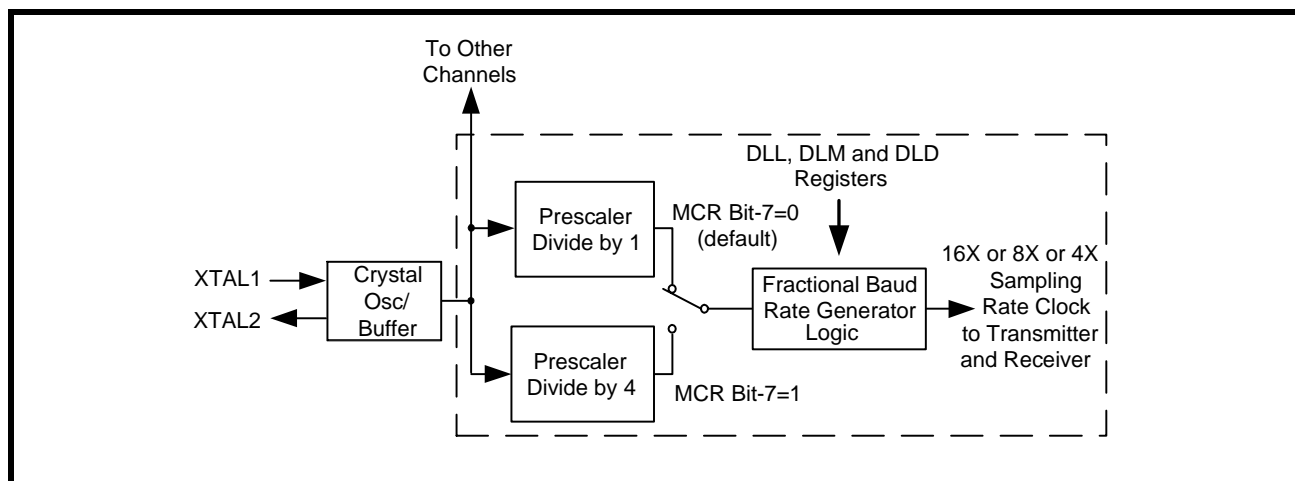 To Other
Channels
DLL, DLM and DLD
Registers
Prescaler
Divide by 1
MCR Bit-7=0
(default)
XTAL1
XTAL2
Crystal
Osc/
Buffer
Fractional Baud
Rate Generator
Logic
16X or 8X or 4X
Sampling
Rate Clock
to Transmitter
and Receiver
Prescaler
Divide by 4
MCR Bit-7=1